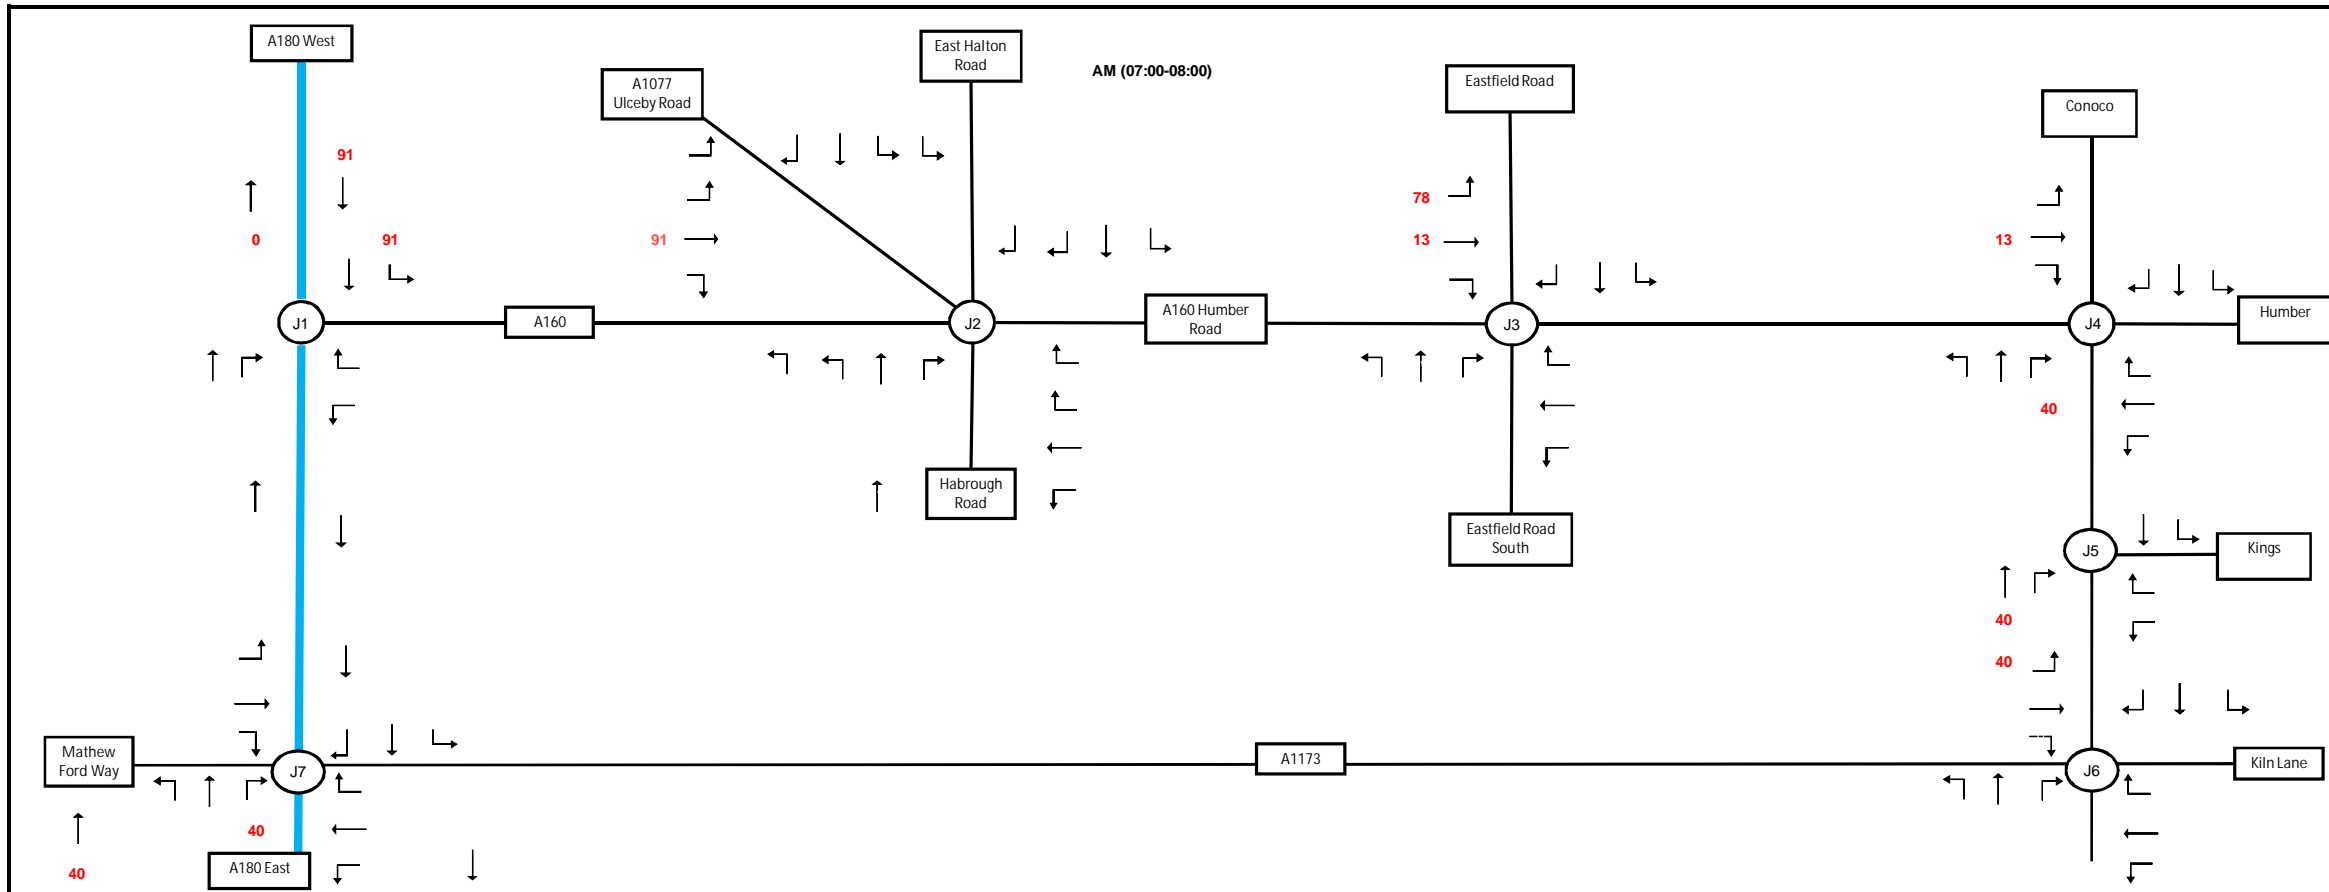 A180 West
East Halton
Road
AM (07:00-08:00)
A1077
Ulceby Road
Eastfield Road
Conoco
91
78
0
91
91
13
13
J1
A160
J2
A160 Humber
Road
J3
J4
Humber
40
Habrough
Road
Eastfield Road
South
J5
Kings
40
40
Mathew
Ford Way
J7
A1173
J6
Kiln Lane
40
A180 East
40